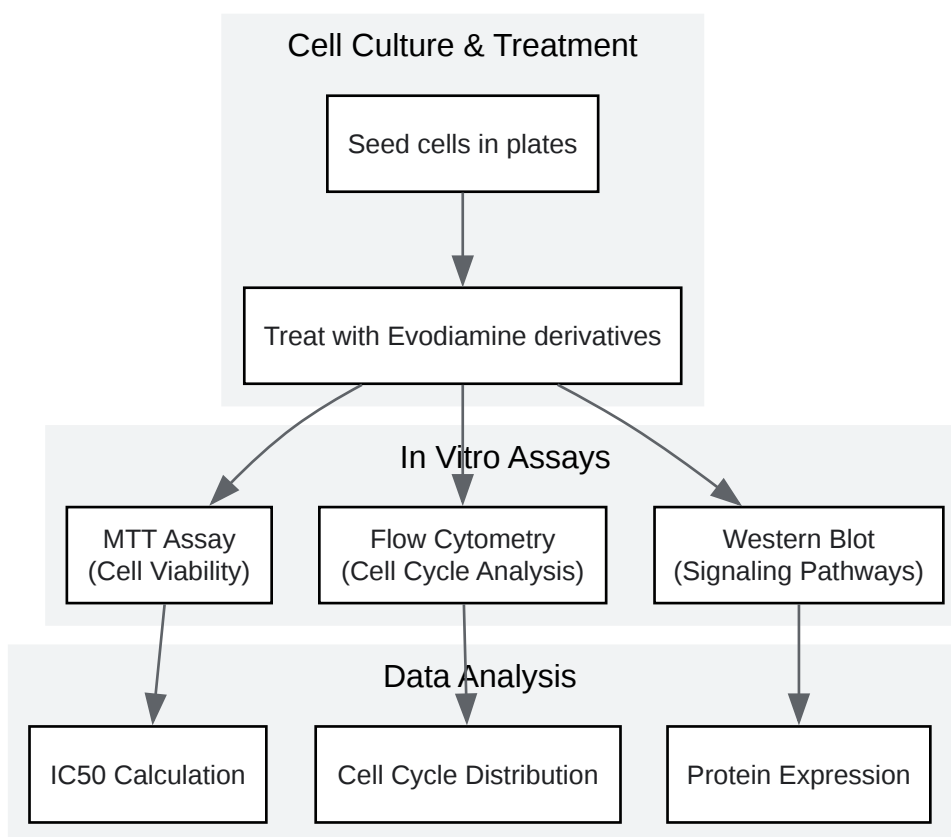 Cell Culture & Treatment
Seed cells in plates
Treat with Evodiamine derivatives
In Vitro Assays
MTT Assay
(Cell Viability)
Flow Cytometry
(Cell Cycle Analysis)
Western Blot
(Signaling Pathways)
Data Analysis
IC50 Calculation
Cell Cycle Distribution
Protein Expression